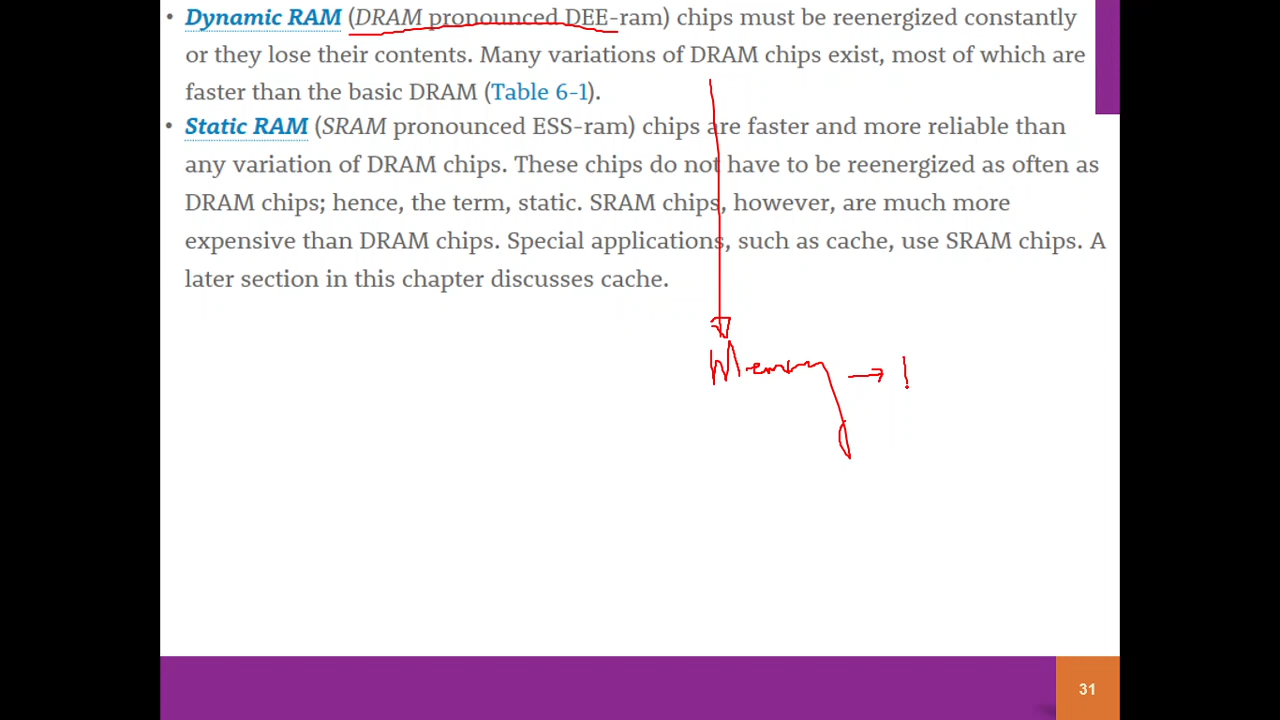 • Dynamic RAM (DRAM pronounced DEE-ram) chips must be reenergized constantly
or they lose their contents. Many variations of DRAM chips exist, most of which are
faster than the basic DRAM (Table 6-1).
• Static RAM (SRAM pronounced ESS-ram) chips are faster and more reliable than
any variation of DRAM chips. These chips do not have to be reenergized as often as
DRAM chips; hence, the term, static. SRAM chips, however, are much more
expensive than DRAM chips. Special applications, such as cache, use SRAM chips. A
later section in this chapter discusses cache.
Memory →
31